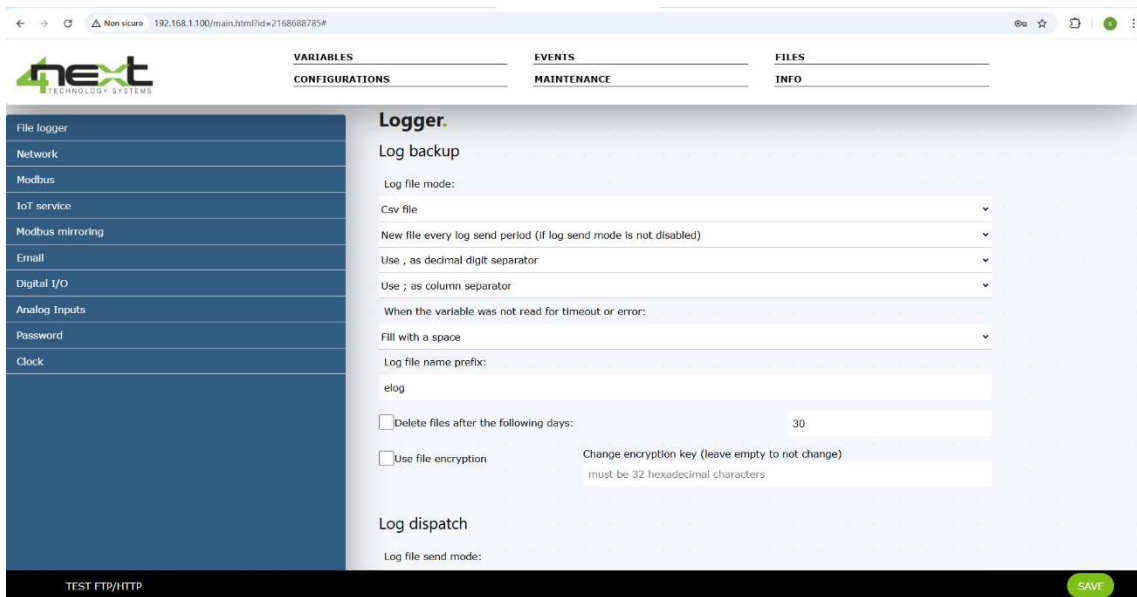 Non sicuro 192.168.1.100/main.html?id=2168688785#
4next
TECHNOLOGY SYSTEMS
VARIABLES EVENTS FILES
CONFIGURATIONS MAINTENANCE INFO
File logger
Network
Modbus
IoT service
Modbus mirroring
Email
Digital I/O
Analog Inputs
Password
Clock
Logger.
Log backup
Log file mode:
Csv file
New file every log send period (if log send mode is not disabled)
Use , as decimal digit separator
Use ; as column separator
When the variable was not read for timeout or error:
Fill with a space
Log file name prefix:
elog
Delete files after the following days: 30
Use file encryption
Change encryption key (leave empty to not change)
must be 32 hexadecimal characters
Log dispatch
Log file send mode:
TEST FTP/HTTP SAVE